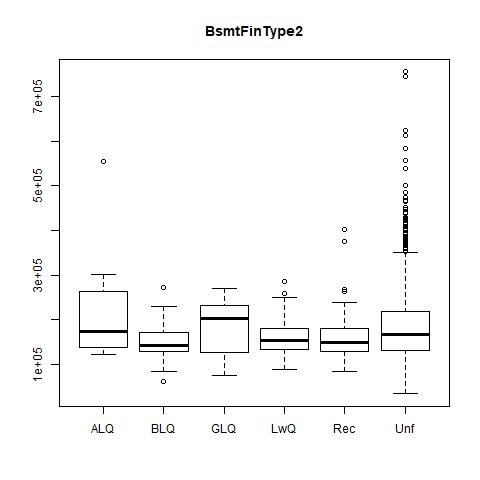 BsmtFinType2
7e+05
5e+05
3e+05
1e+05
ALQ BLQ GLQ LwQ Rec Unf